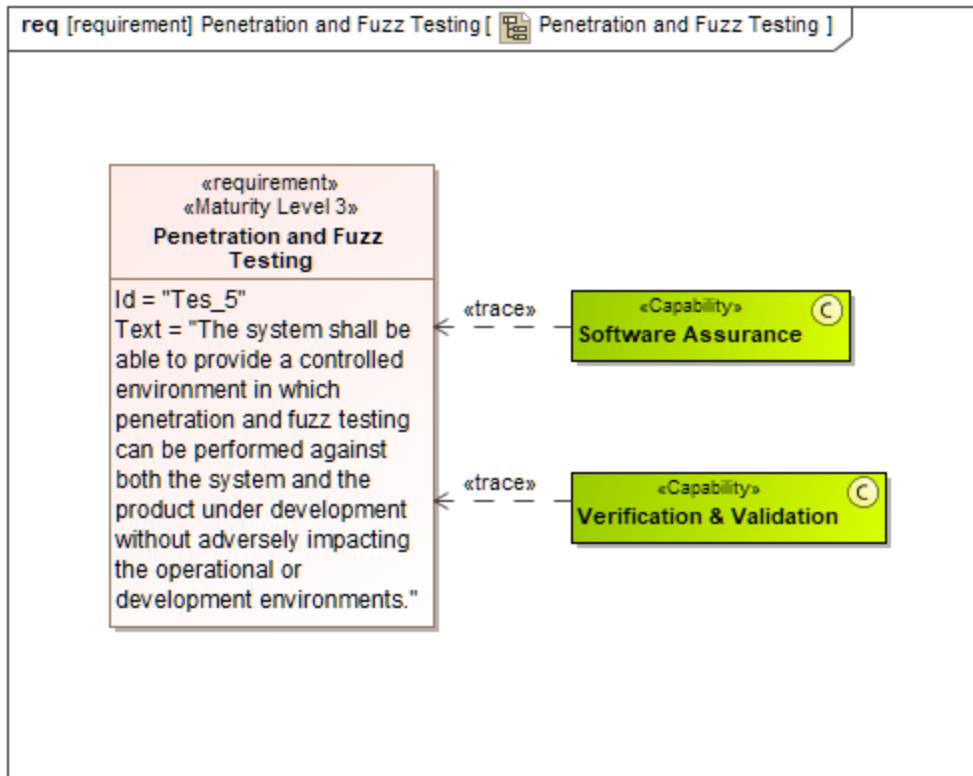 req [requirement] Penetration and Fuzz Testing [ Penetration and Fuzz Testing ]
«requirement»
«Maturity Level 3»
Penetration and Fuzz
Testing
Id = "Tes_5"
Text = "The system shall be
able to provide a controlled
environment in which
penetration and fuzz testing
can be performed against
both the system and the
product under development
without adversely impacting
the operational or
development environments."
«trace»
«Capability»
C
Software Assurance
«trace»
«Capability»
C
Verification & Validation